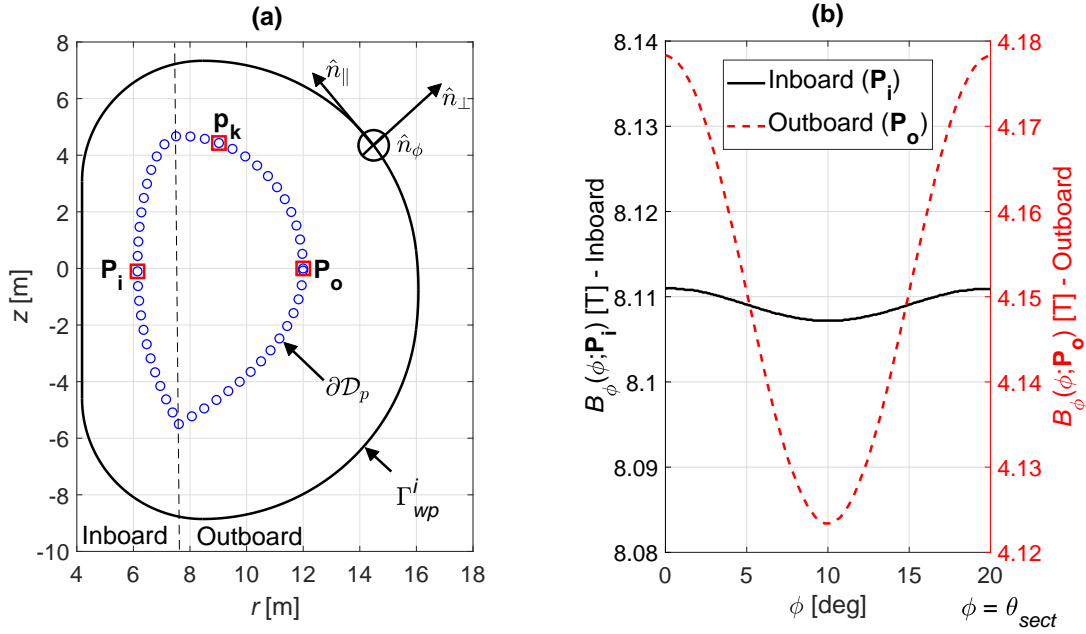 (a)
8
6
4
2
0
-2
-4
-6
-8
-10
z [m]
4
6
8
10
12
14
16
18
r [m]
n̂∥
n̂⊥
n̂ϕ
pk
Pi
Po
∂𝒟p
Γ^i_wp
Inboard
Outboard
(b)
8.14
8.13
8.12
8.11
8.1
8.09
8.08
Bϕ(ϕ;Pi) [T] - Inboard
Inboard (Pi)
Outboard (Po)
4.18
4.17
4.16
4.15
4.14
4.13
4.12
Bϕ(ϕ;Po) [T] - Outboard
0
5
10
15
20
ϕ [deg]
ϕ = θsect